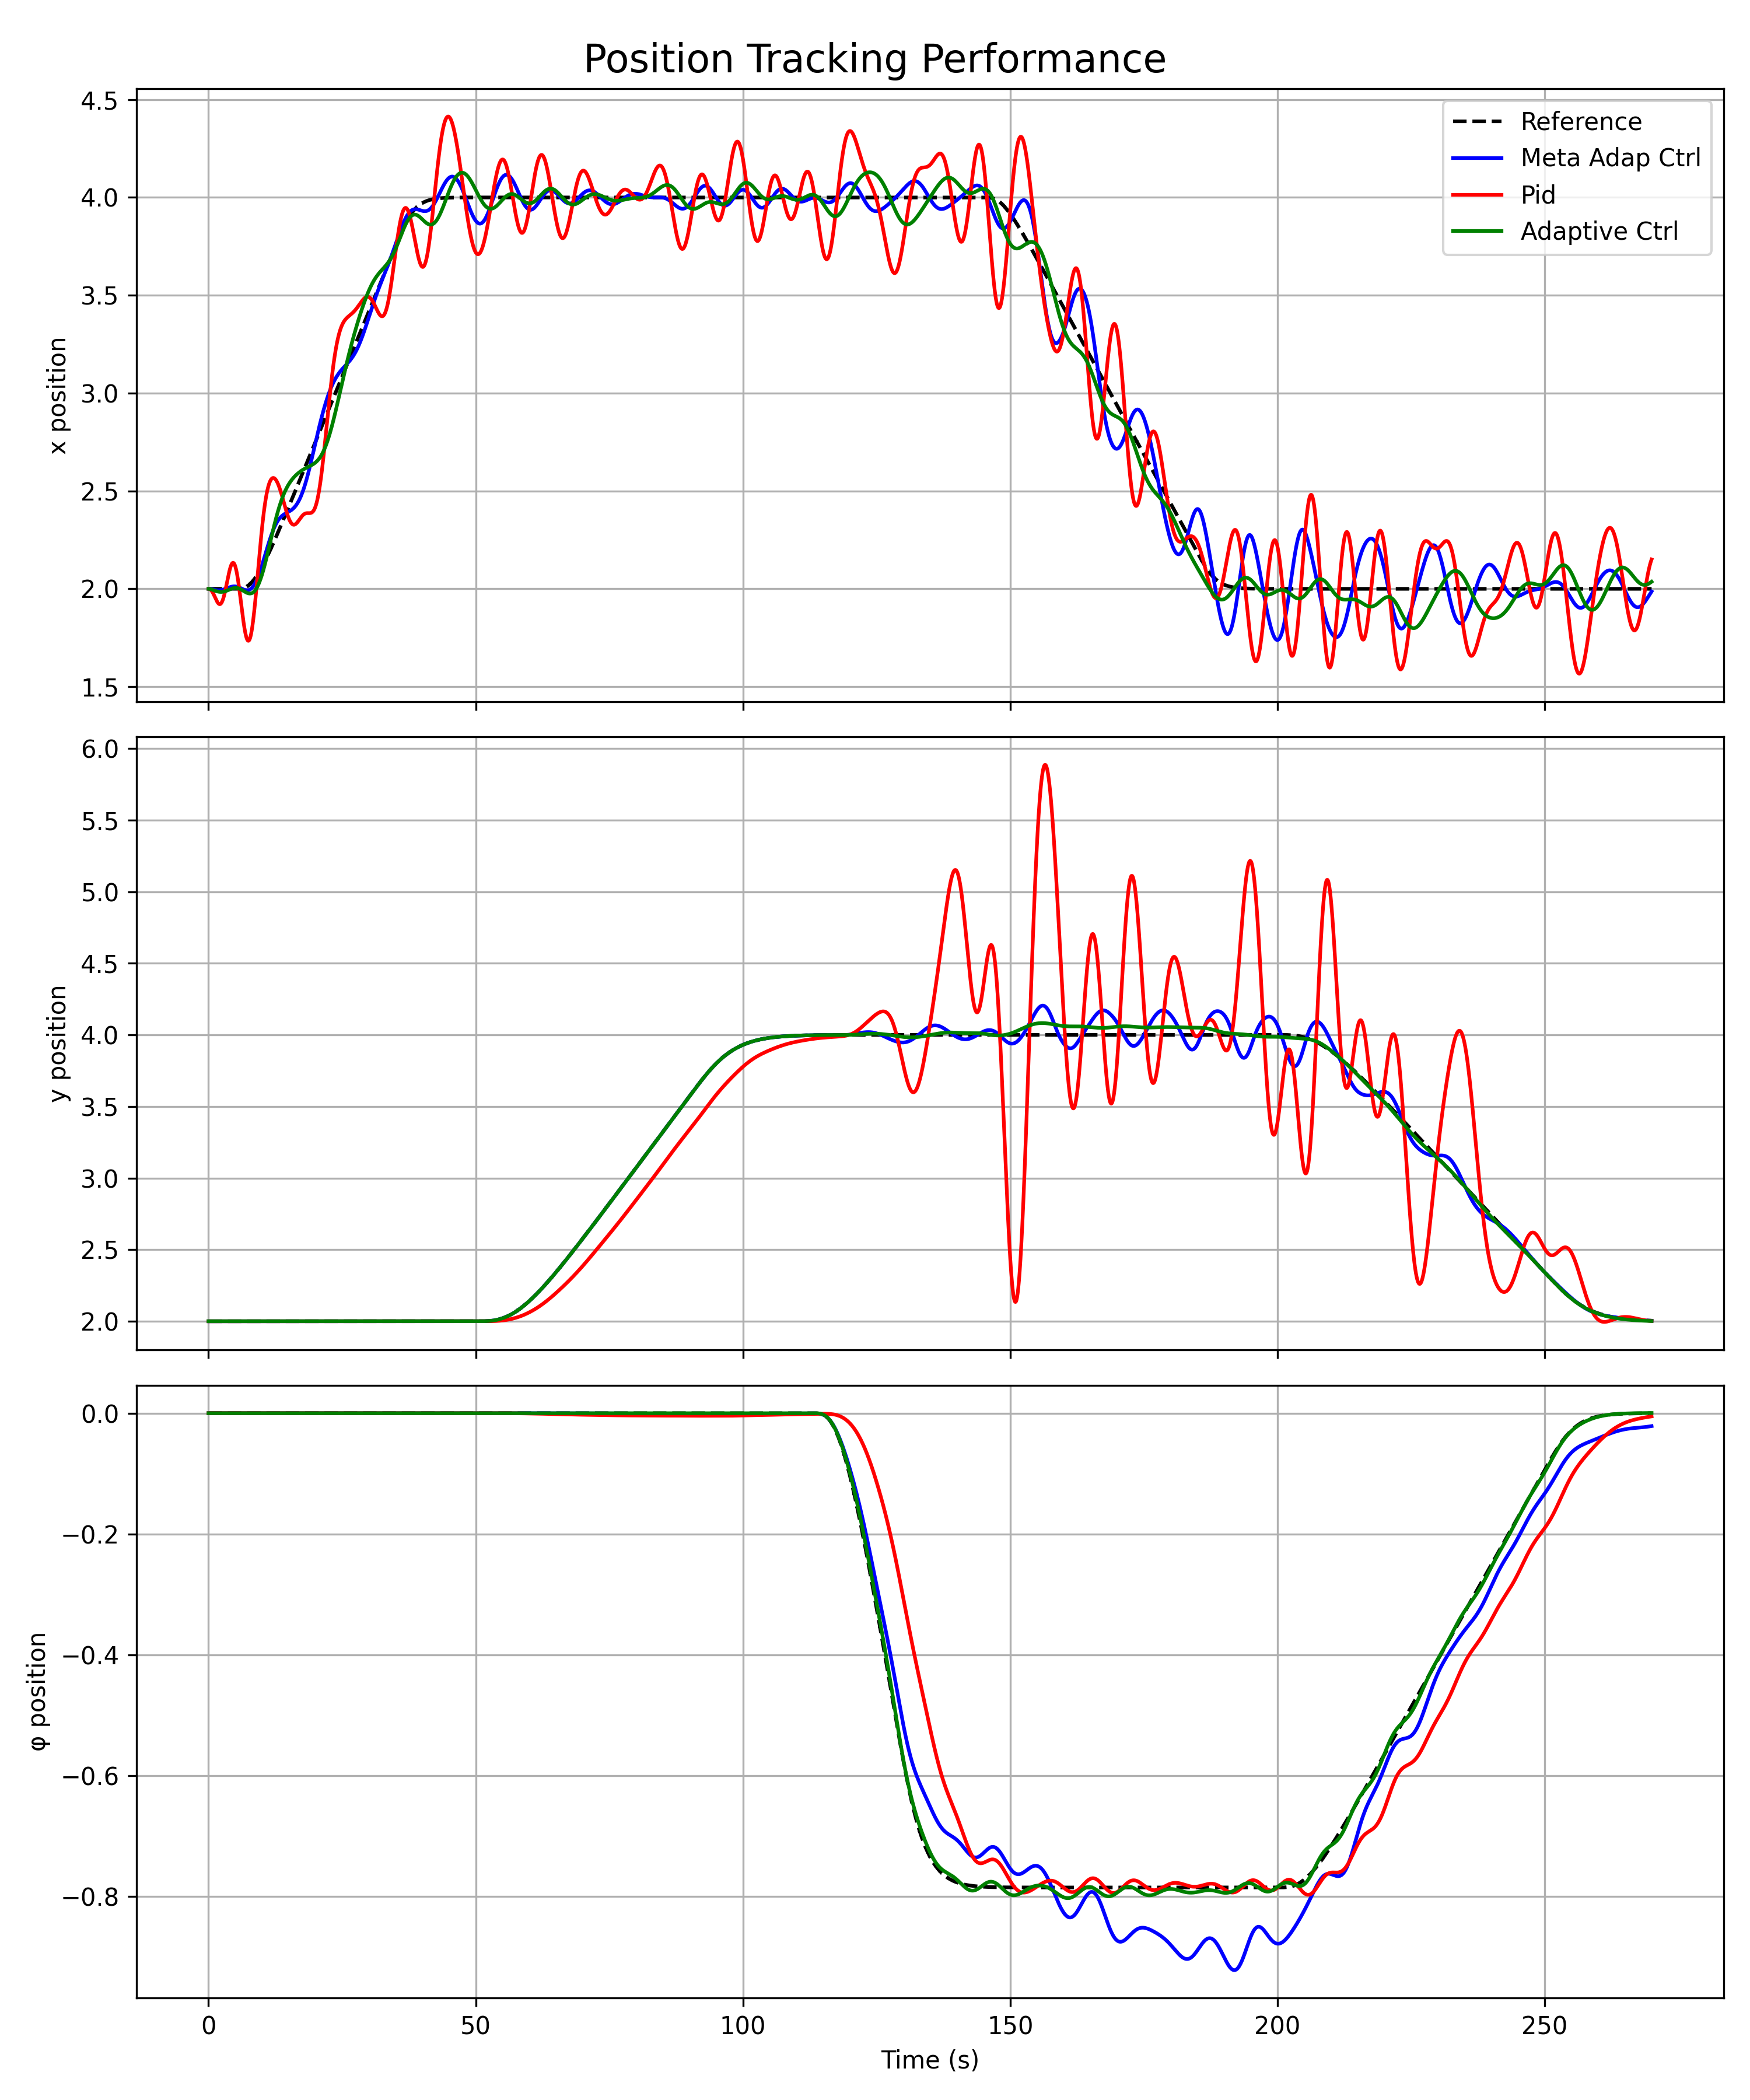 Position Tracking Performance
4.5
4.0
3.5
3.0
2.5
2.0
1.5
x position
Reference
Meta Adap Ctrl
Pid
Adaptive Ctrl
6.0
5.5
5.0
4.5
4.0
3.5
3.0
2.5
2.0
y position
0.0
−0.2
−0.4
−0.6
−0.8
φ position
0 50 100 150 200 250
Time (s)